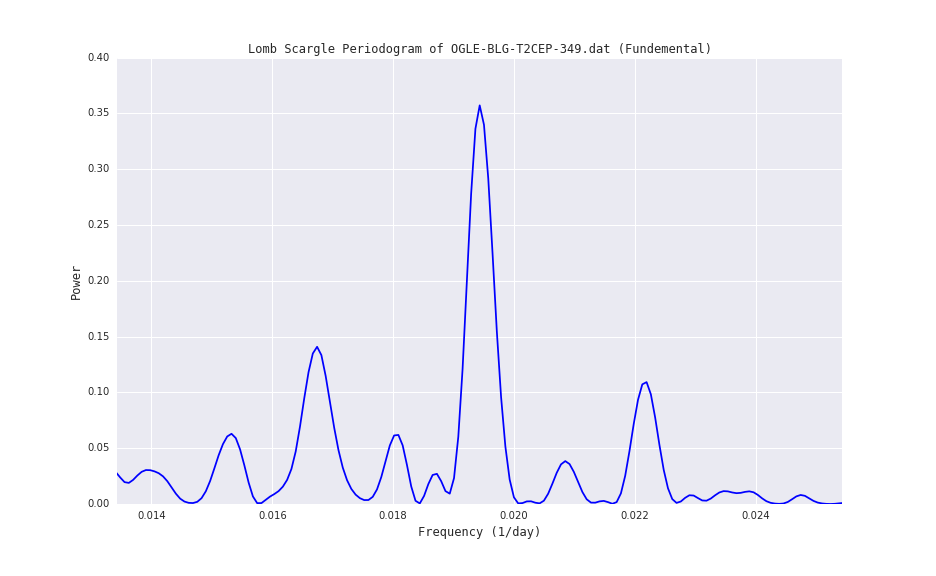 Lomb Scargle Periodogram of OGLE-BLG-T2CEP-349.dat (Fundemental)
0.40
0.35
0.30
0.25
0.20
0.15
0.10
0.05
0.00
Power
0.014 0.016 0.018 0.020 0.022 0.024
Frequency (1/day)